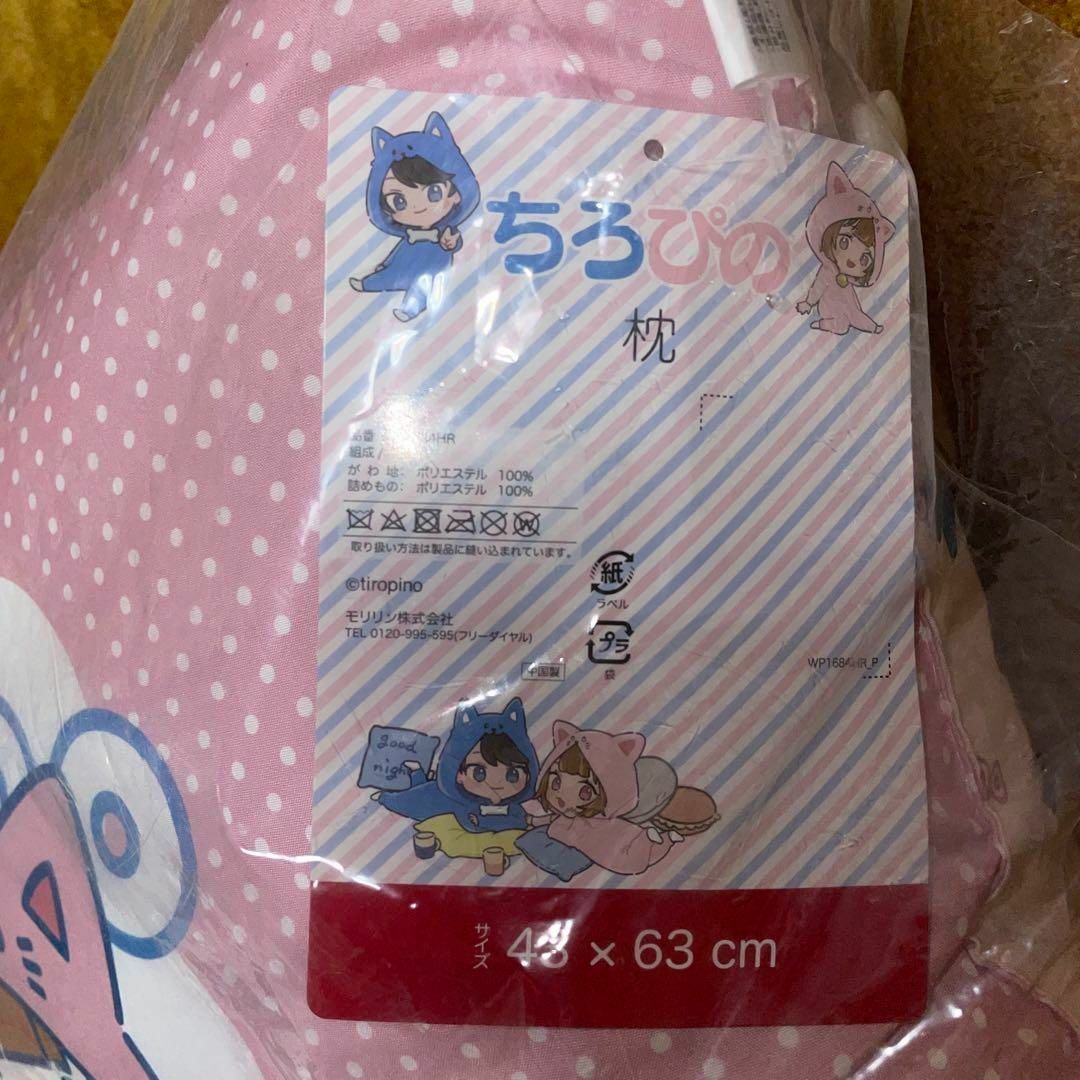 ちろぴの
枕
品番
組成/
がわ地: ポリエステル 100%
詰めもの: ポリエステル 100%
取り扱い方法は製品に縫い込まれています。
©tiropino
モリリン株式会社
TEL 0120-995-595(フリーダイヤル)
中国製
紙
ラベル
プラ
袋
good
night
サイズ × 63 cm